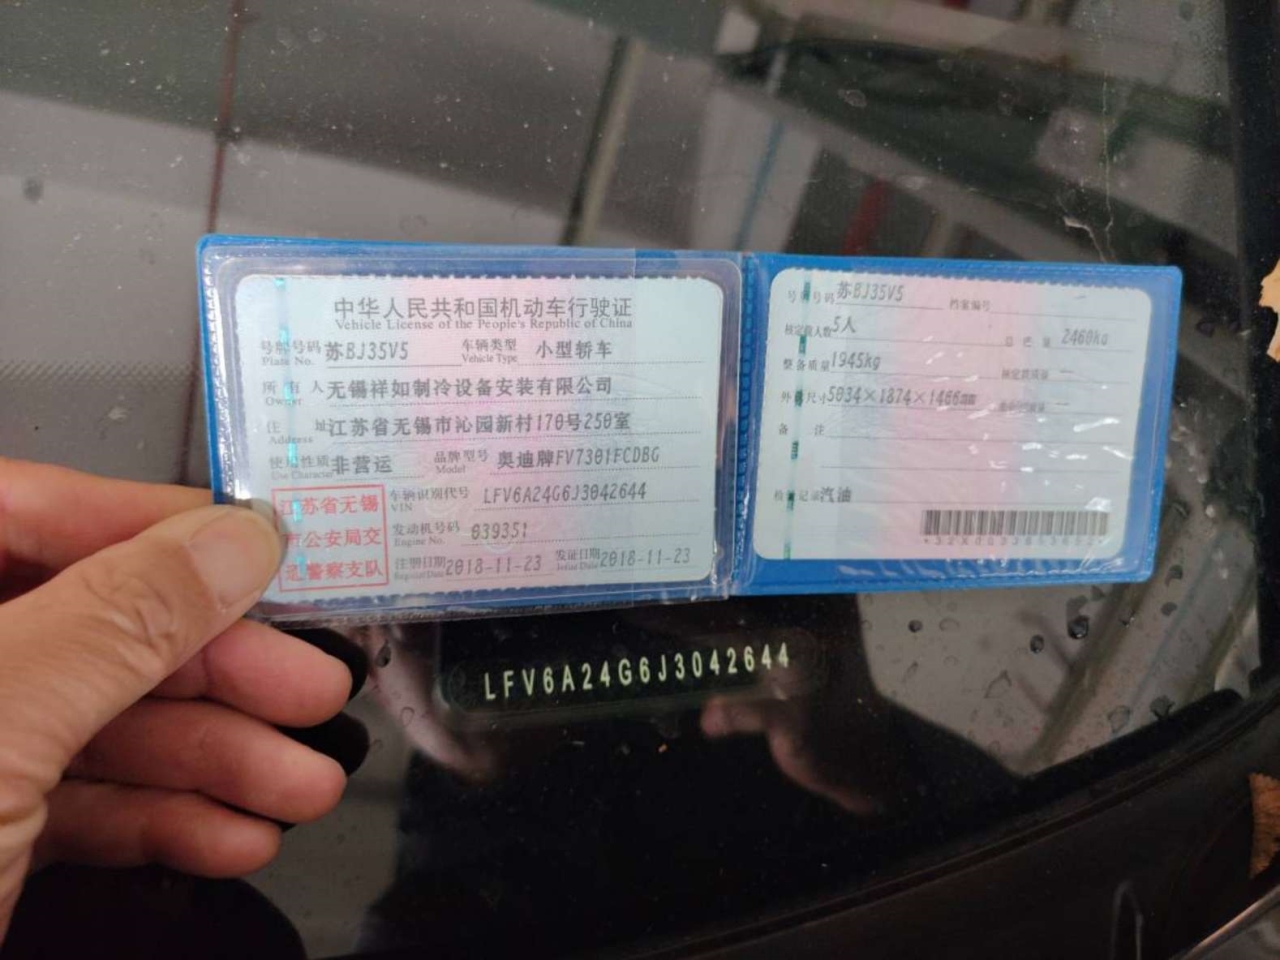 中华人民共和国机动车行驶证
Vehicle License of the People's Republic of China
号牌号码 苏BJ35V5 车辆类型 小型轿车
Plate No. Vehicle Type
所有人 无锡祥如制冷设备安装有限公司
Owner
住址 江苏省无锡市沁园新村170号250室
Address
使用性质 非营运 品牌型号 奥迪牌FV7301FCDBG
Use Character Model
江苏省无锡
市公安局交
通警察支队
车辆识别代号 LFV6A24G6J3042644
VIN
发动机号码 039351
Engine No.
注册日期 2018-11-23 发证日期 2018-11-23
Register Date Issue Date
号牌号码 苏BJ35V5 档案编号
核定载人数 5人 总质量 2460kg
整备质量 1945kg 核定载质量
外廓尺寸 5034×1874×1466mm
备注
检验记录 汽油
LFV6A24G6J3042644